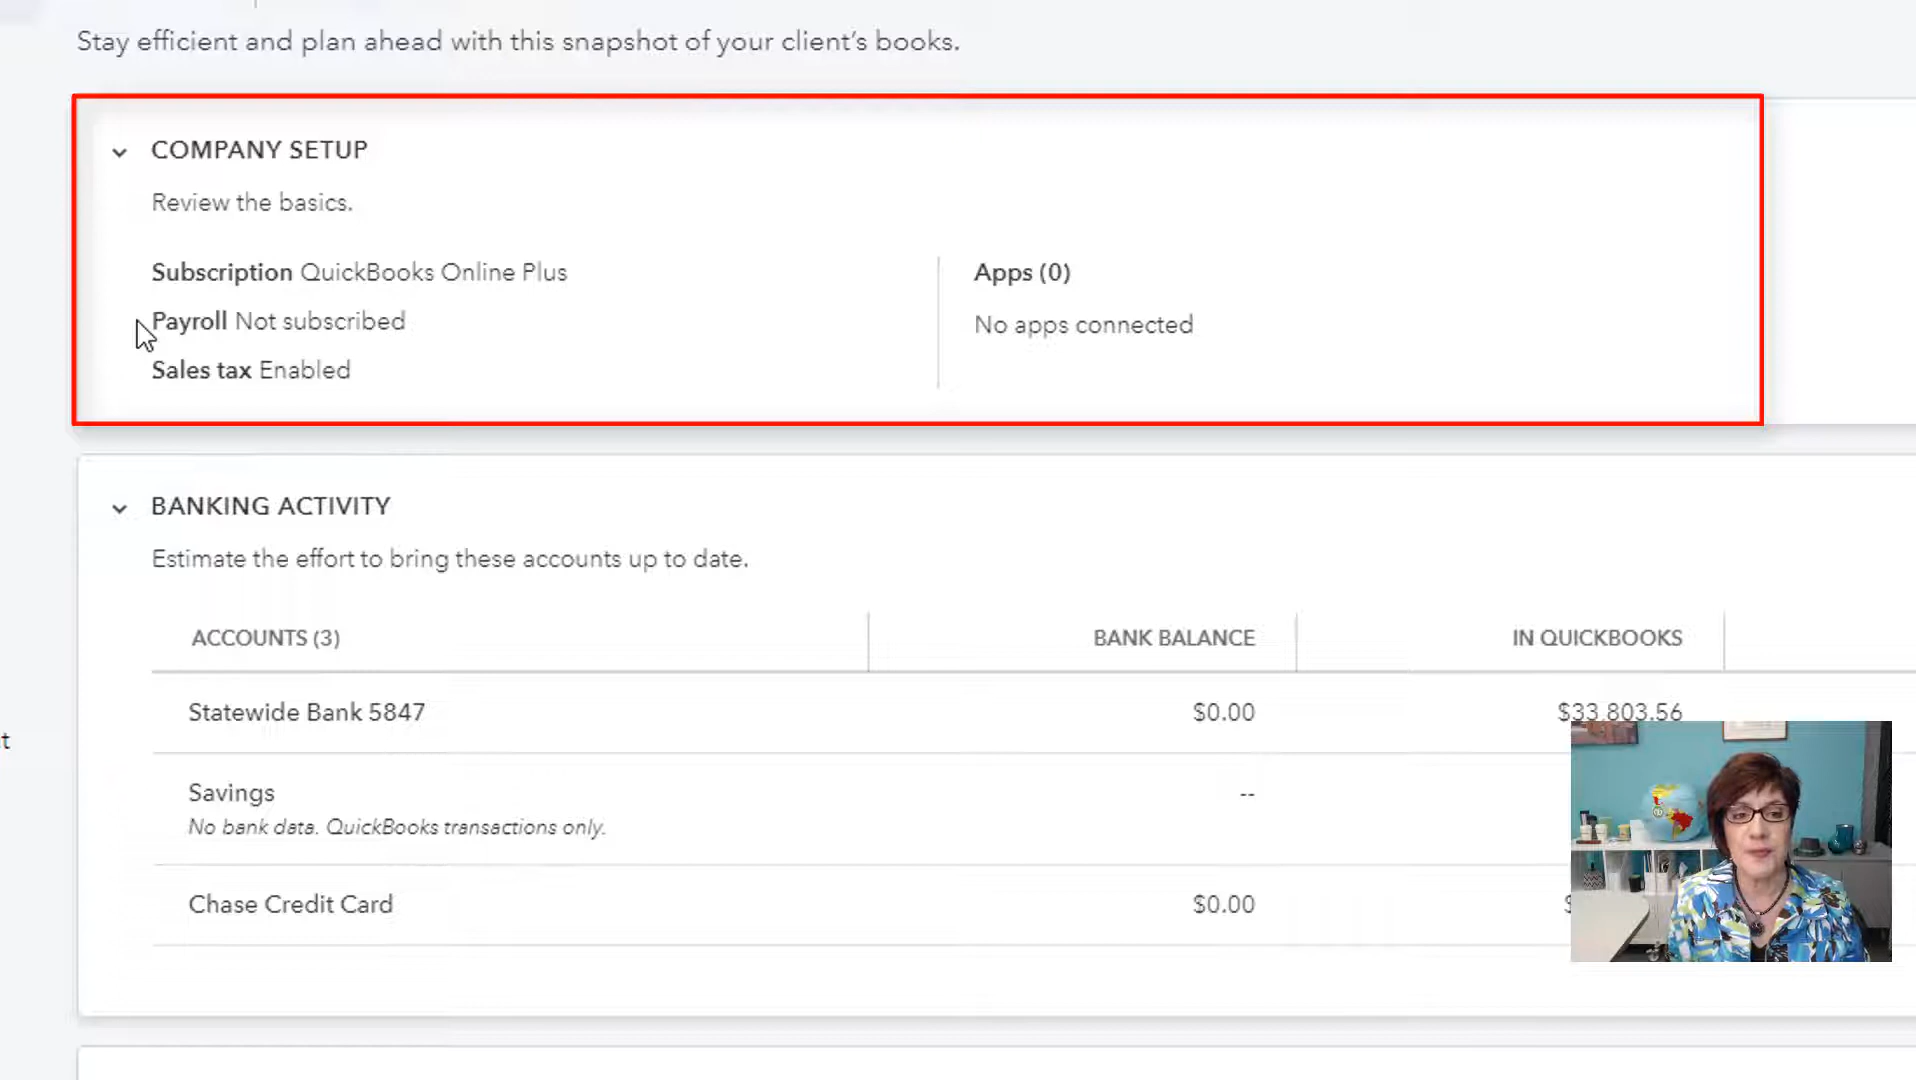 Stay efficient and plan ahead with this snapshot of your client's books.
COMPANY SETUP
Review the basics.
Subscription QuickBooks Online Plus
Payroll Not subscribed
Sales tax Enabled
Apps (0)
No apps connected
BANKING ACTIVITY
Estimate the effort to bring these accounts up to date.
ACCOUNTS (3) BANK BALANCE IN QUICKBOOKS
Statewide Bank 5847 $0.00 $33,803.56
t
Savings --
No bank data. QuickBooks transactions only.
Chase Credit Card $0.00 $